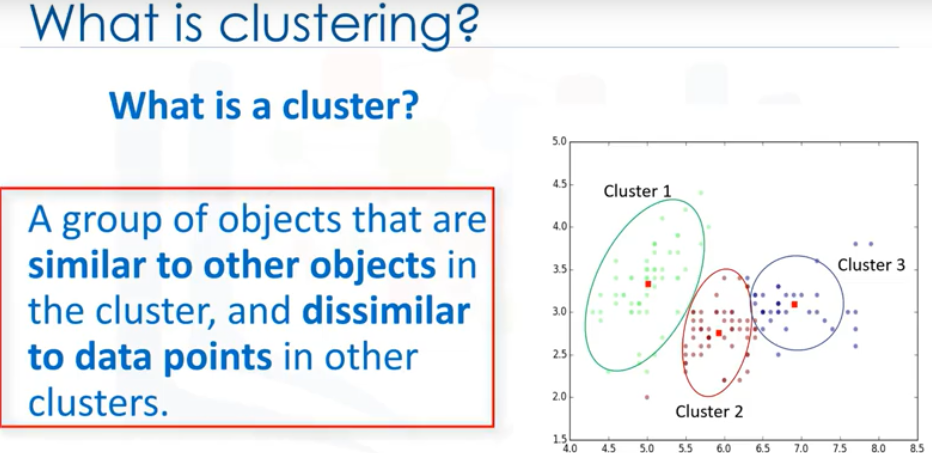 What is clustering?
What is a cluster?
A group of objects that are
similar to other objects in
the cluster, and dissimilar
to data points in other
clusters.
5.0
4.5
4.0
3.5
3.0
2.5
2.0
1.5
Cluster 1
Cluster 3
Cluster 2
4.0 4.5 5.0 5.5 6.0 6.5 7.0 7.5 8.0 8.5